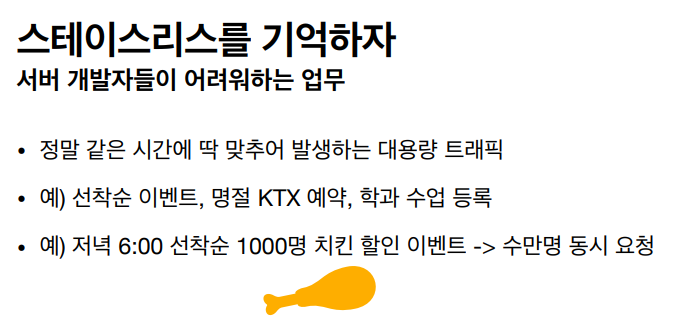 스테이스리스를 기억하자
서버 개발자들이 어려워하는 업무
• 정말 같은 시간에 딱 맞추어 발생하는 대용량 트래픽
• 예) 선착순 이벤트, 명절 KTX 예약, 학과 수업 등록
• 예) 저녁 6:00 선착순 1000명 치킨 할인 이벤트 -> 수만명 동시 요청